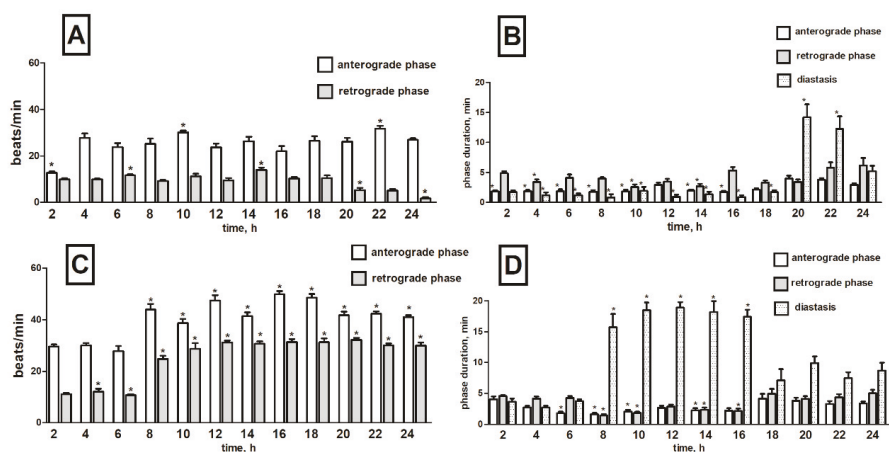 A
anterograde phase
retrograde phase
beats/min
60
40
20
0
* * * * * * *
2 4 6 8 10 12 14 16 18 20 22 24
time, h
B
anterograde phase
retrograde phase
diastasis
phase duration, min
20
15
10
5
0
2 4 6 8 10 12 14 16 18 20 22 24
time, h
C
anterograde phase
retrograde phase
beats/min
60
40
20
0
2 4 6 8 10 12 14 16 18 20 22 24
time, h
D
anterograde phase
retrograde phase
diastasis
phase duration, min
20
15
10
5
0
2 4 6 8 10 12 14 16 18 20 22 24
time, h